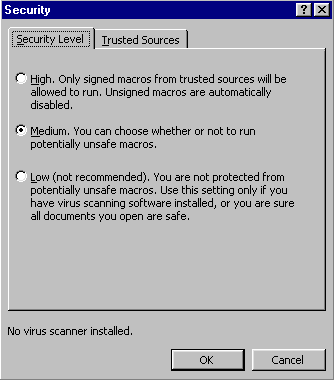 Security
Security Level Trusted Sources
High. Only signed macros from trusted sources will be
allowed to run. Unsigned macros are automatically
disabled.
Medium. You can choose whether or not to run
potentially unsafe macros.
Low (not recommended). You are not protected from
potentially unsafe macros. Use this setting only if you
have virus scanning software installed, or you are sure
all documents you open are safe.
No virus scanner installed.
OK Cancel